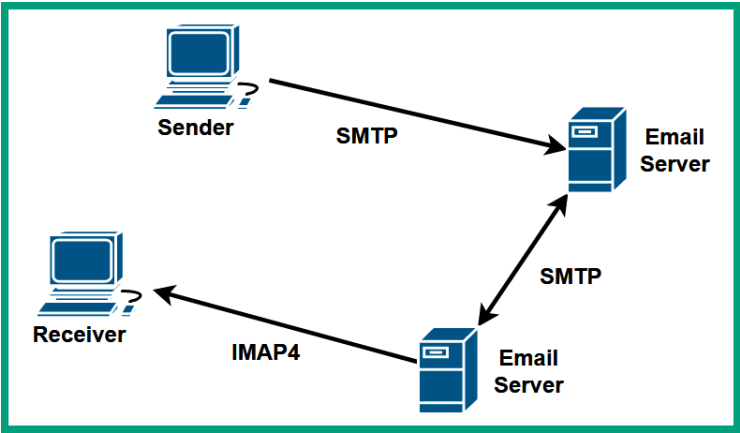 Sender
SMTP
Email
Server
SMTP
Receiver
IMAP4
Email
Server